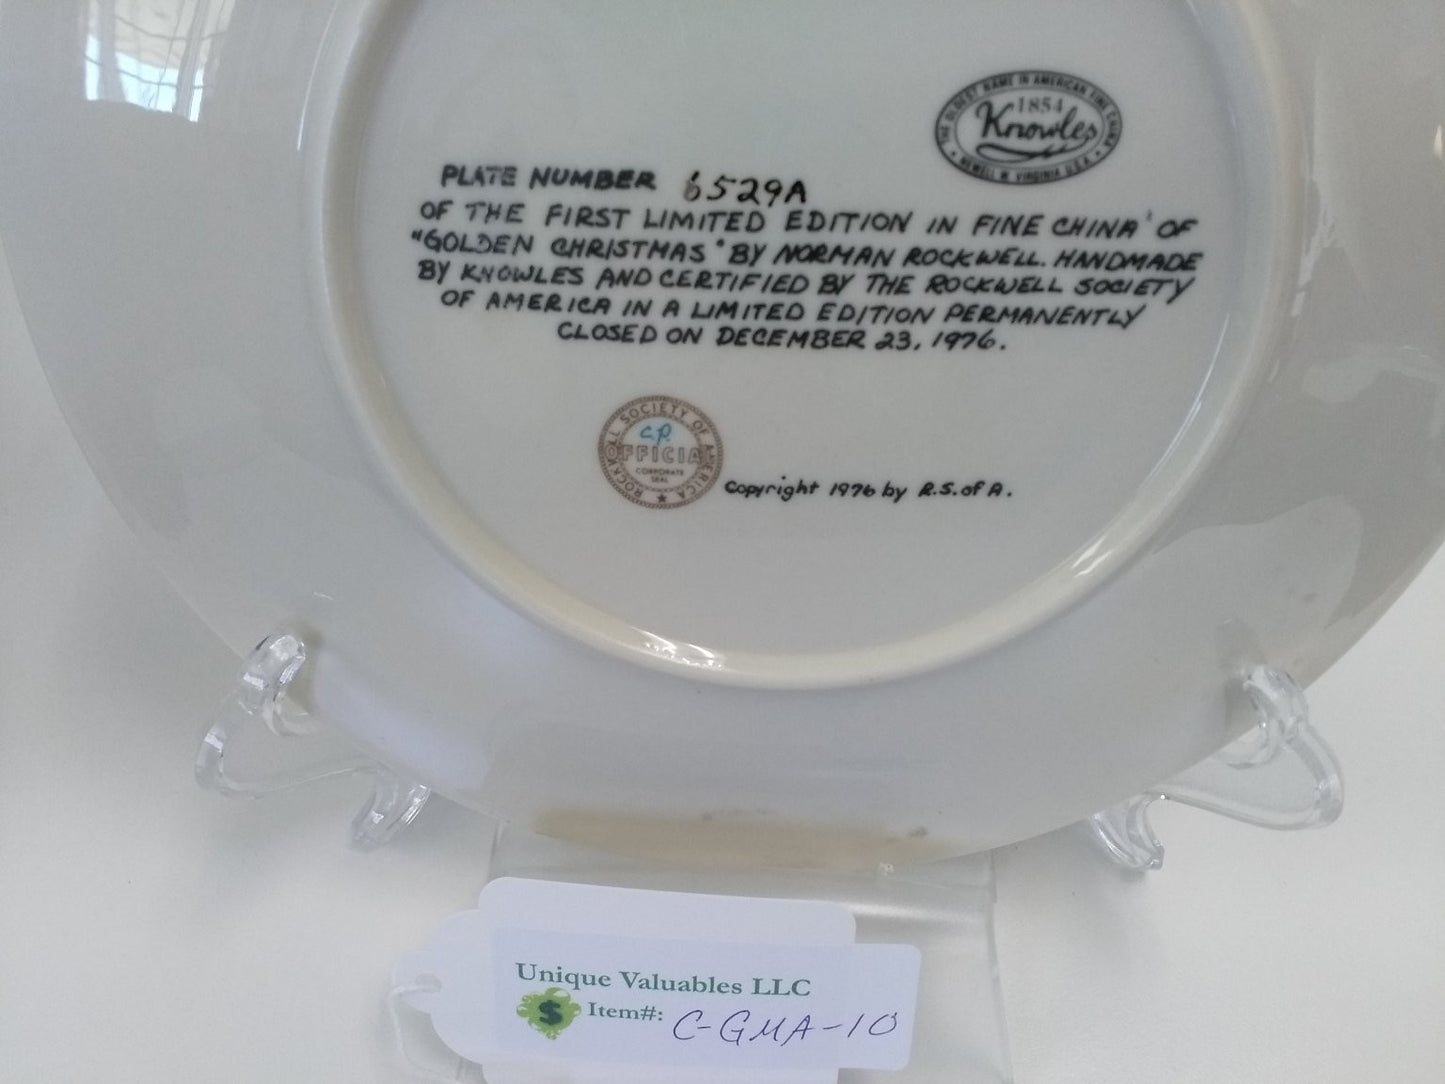 THE OLDEST NAME IN AMERICAN FINE CHINA
1854
Knowles
• NEWELL W. VIRGINIA U.S.A. •
PLATE NUMBER 6529A
OF THE FIRST LIMITED EDITION IN FINE CHINA OF
"GOLDEN CHRISTMAS" BY NORMAN ROCKWELL. HANDMADE
BY KNOWLES AND CERTIFIED BY THE ROCKWELL SOCIETY
OF AMERICA IN A LIMITED EDITION PERMANENTLY
CLOSED ON DECEMBER 23, 1976.
ROCKWELL SOCIETY OF AMERICA ★
C.P.
OFFICIAL
CORPORATE
SEAL
Copyright 1976 by R.S.of A.
Unique Valuables LLC
$ Item#: C-GMA-10